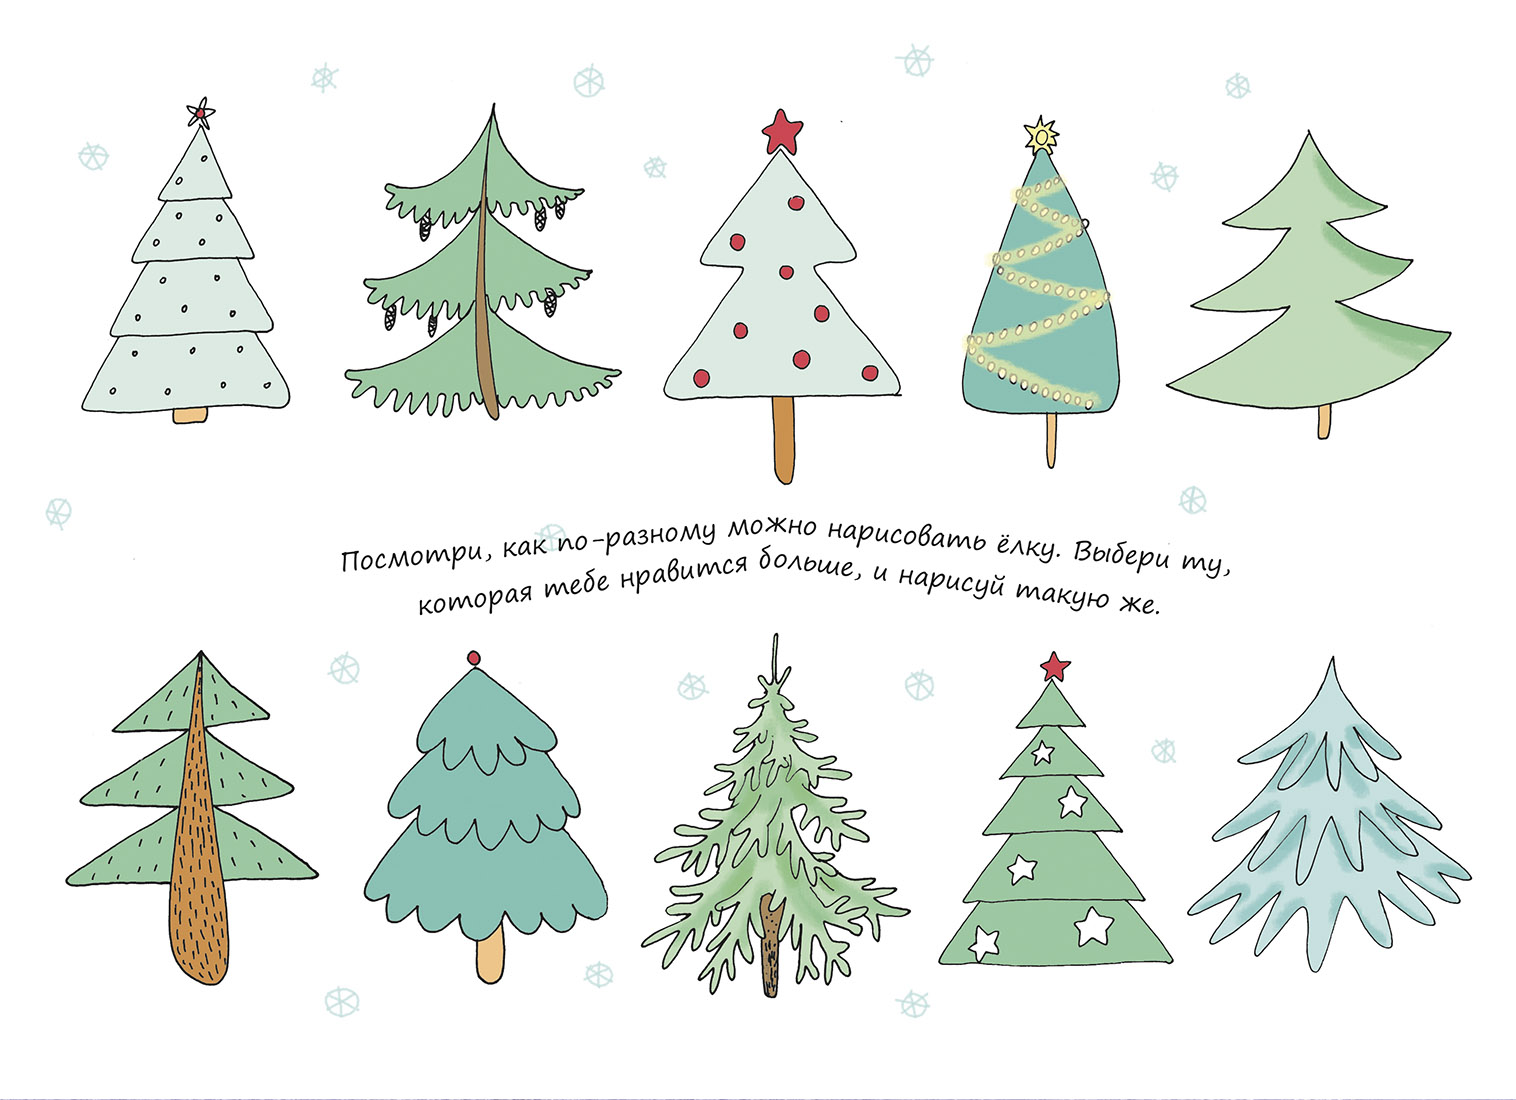 Посмотри, как по-разному можно нарисовать ёлку. Выбери ту,
которая тебе нравится больше, и нарисуй такую же.